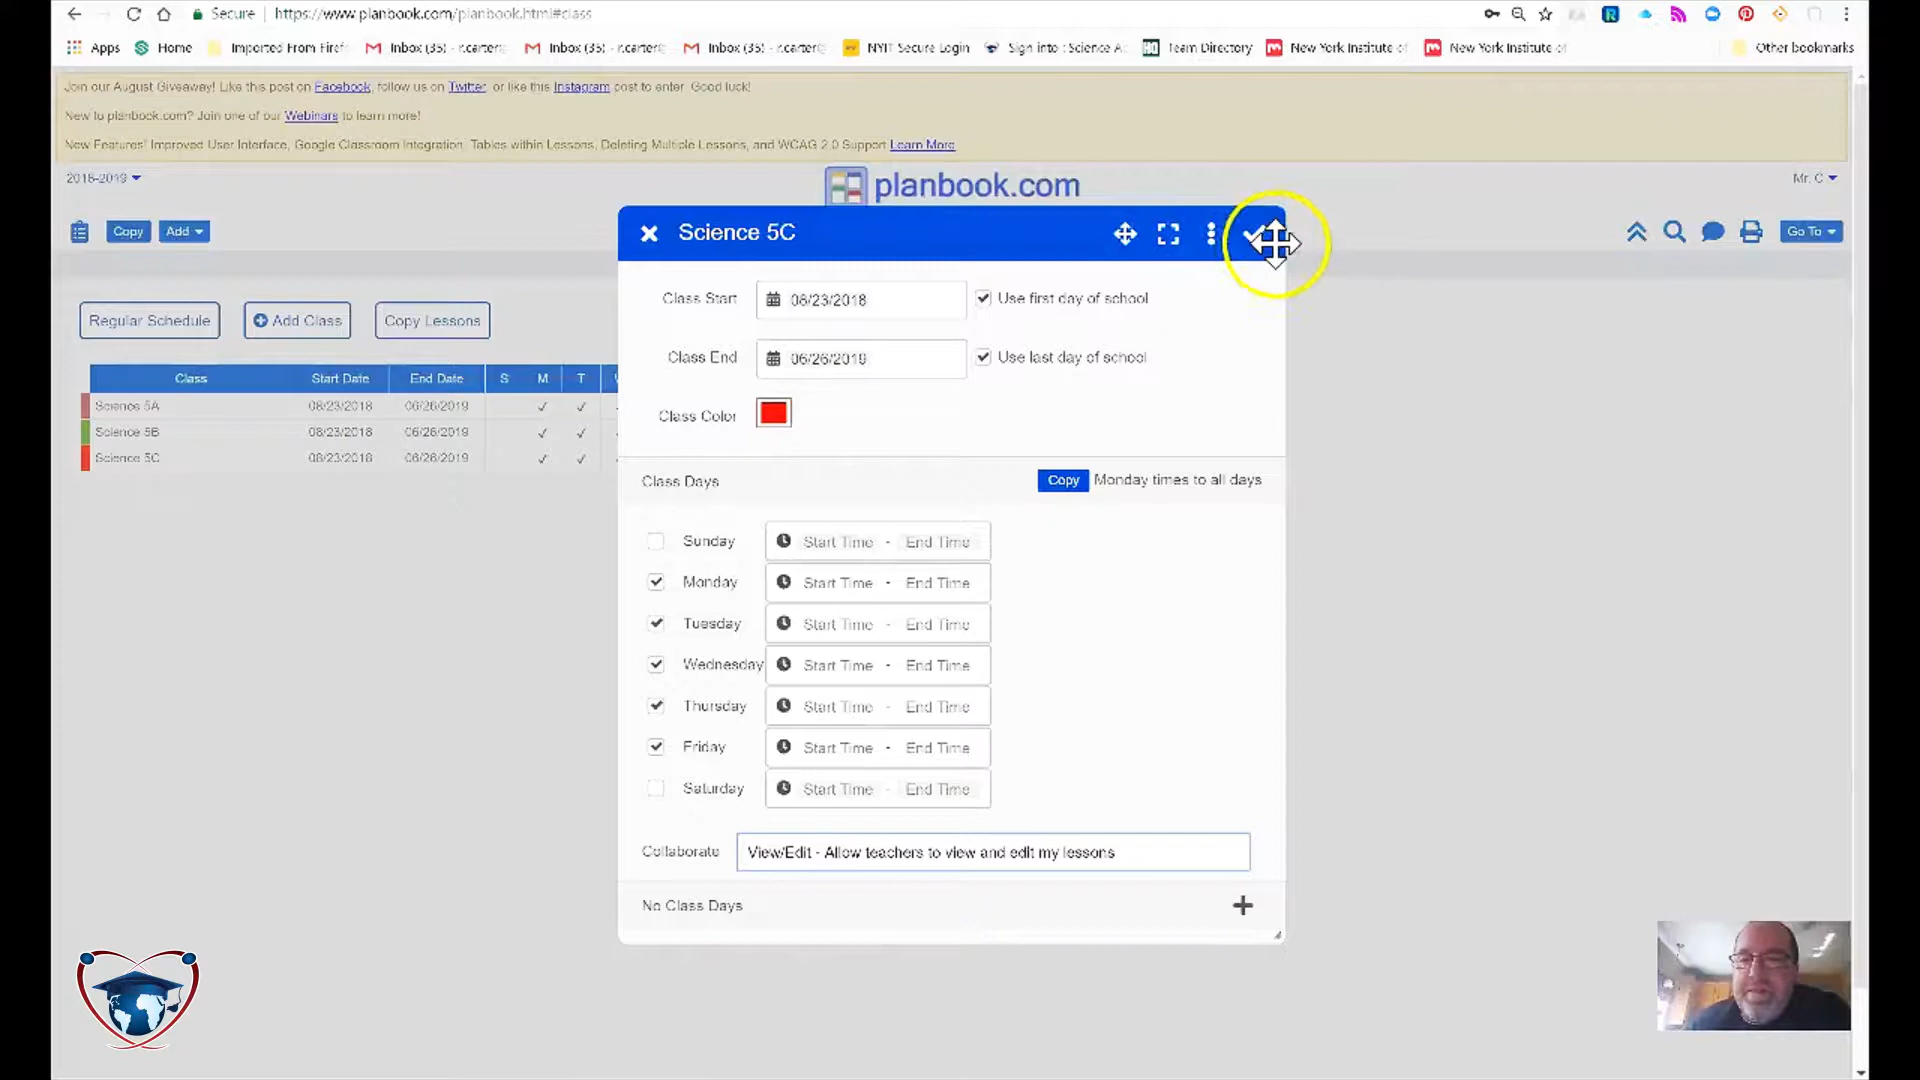 Secure https://www.planbook.com/planbook.html#class
Apps Home Imported From Firef Inbox (35) - r.carter Inbox (35) - r.carter Inbox (35) - r.carter NYIT Secure Login Sign into : Science A Team Directory New York Institute of New York Institute of Other bookmarks
Join our August Giveaway! Like this post on Facebook, follow us on Twitter, or like this Instagram post to enter. Good luck!
New to planbook.com? Join one of our Webinars to learn more!
New Features! Improved User Interface, Google Classroom Integration, Tables within Lessons, Deleting Multiple Lessons, and WCAG 2.0 Support Learn More
2018-2019 planbook.com Mr. C
Copy Add Go To
Science 5C
Regular Schedule Add Class Copy Lessons
Class Start Date End Date S M T
Science 5A 08/23/2018 06/26/2019
Science 5B 08/23/2018 06/26/2019
Science 5C 08/23/2018 06/26/2019
Class Start 08/23/2018 Use first day of school
Class End 06/26/2019 Use last day of school
Class Color
Class Days Copy Monday times to all days
Sunday Start Time - End Time
Monday Start Time - End Time
Tuesday Start Time - End Time
Wednesday Start Time - End Time
Thursday Start Time - End Time
Friday Start Time - End Time
Saturday Start Time - End Time
Collaborate View/Edit - Allow teachers to view and edit my lessons
No Class Days